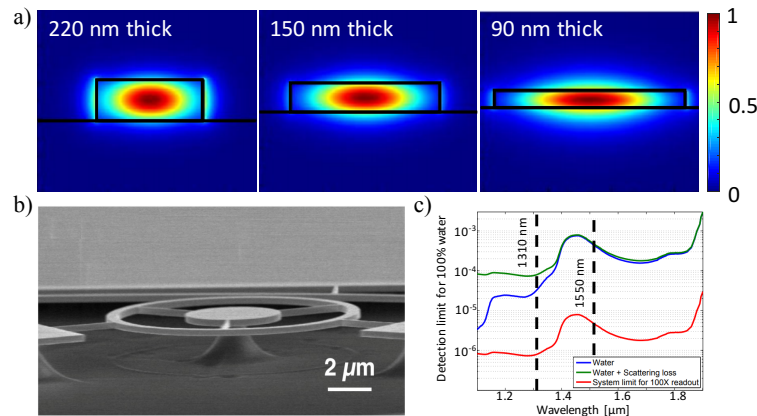 a)
220 nm thick
150 nm thick
90 nm thick
1
0.5
0
b)
2 µm
c)
Detection limit for 100% water
10-3
10-4
10-5
10-6
1310 nm
1550 nm
Water
Water + Scattering loss
System limit for 100X readout
1.2
1.4
1.6
1.8
Wavelength [µm]